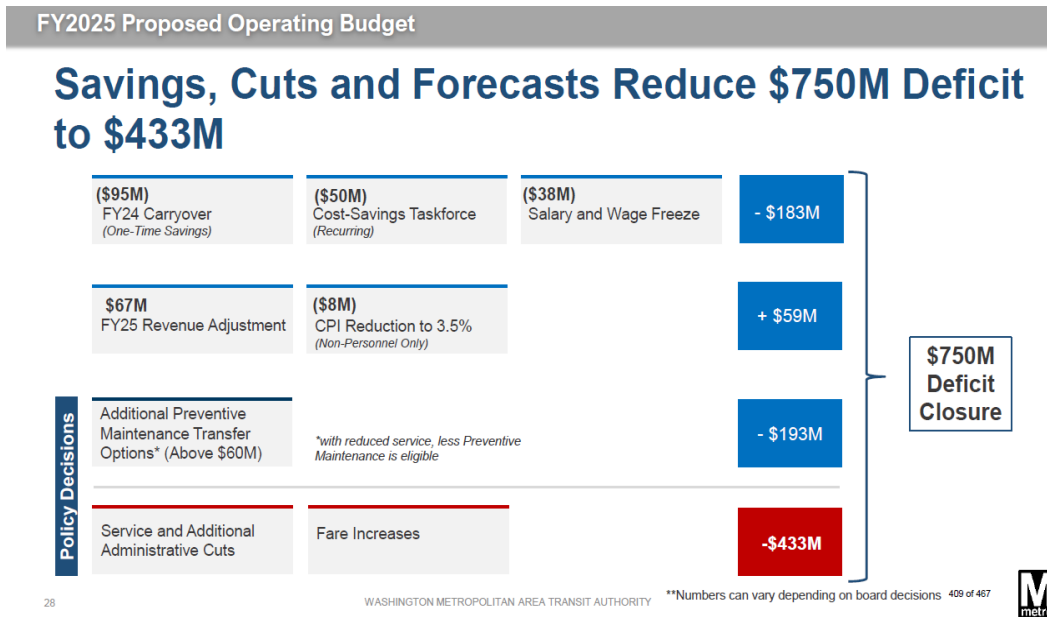 FY2025 Proposed Operating Budget
Savings, Cuts and Forecasts Reduce $750M Deficit
to $433M
($95M)
FY24 Carryover
(One-Time Savings)
($50M)
Cost-Savings Taskforce
(Recurring)
($38M)
Salary and Wage Freeze
- $183M
$67M
FY25 Revenue Adjustment
($8M)
CPI Reduction to 3.5%
(Non-Personnel Only)
+ $59M
$750M
Deficit
Closure
Policy Decisions
Additional Preventive
Maintenance Transfer
Options* (Above $60M)
*with reduced service, less Preventive
Maintenance is eligible
- $193M
Service and Additional
Administrative Cuts
Fare Increases
-$433M
28
WASHINGTON METROPOLITAN AREA TRANSIT AUTHORITY
**Numbers can vary depending on board decisions
409 of 467
M
metro